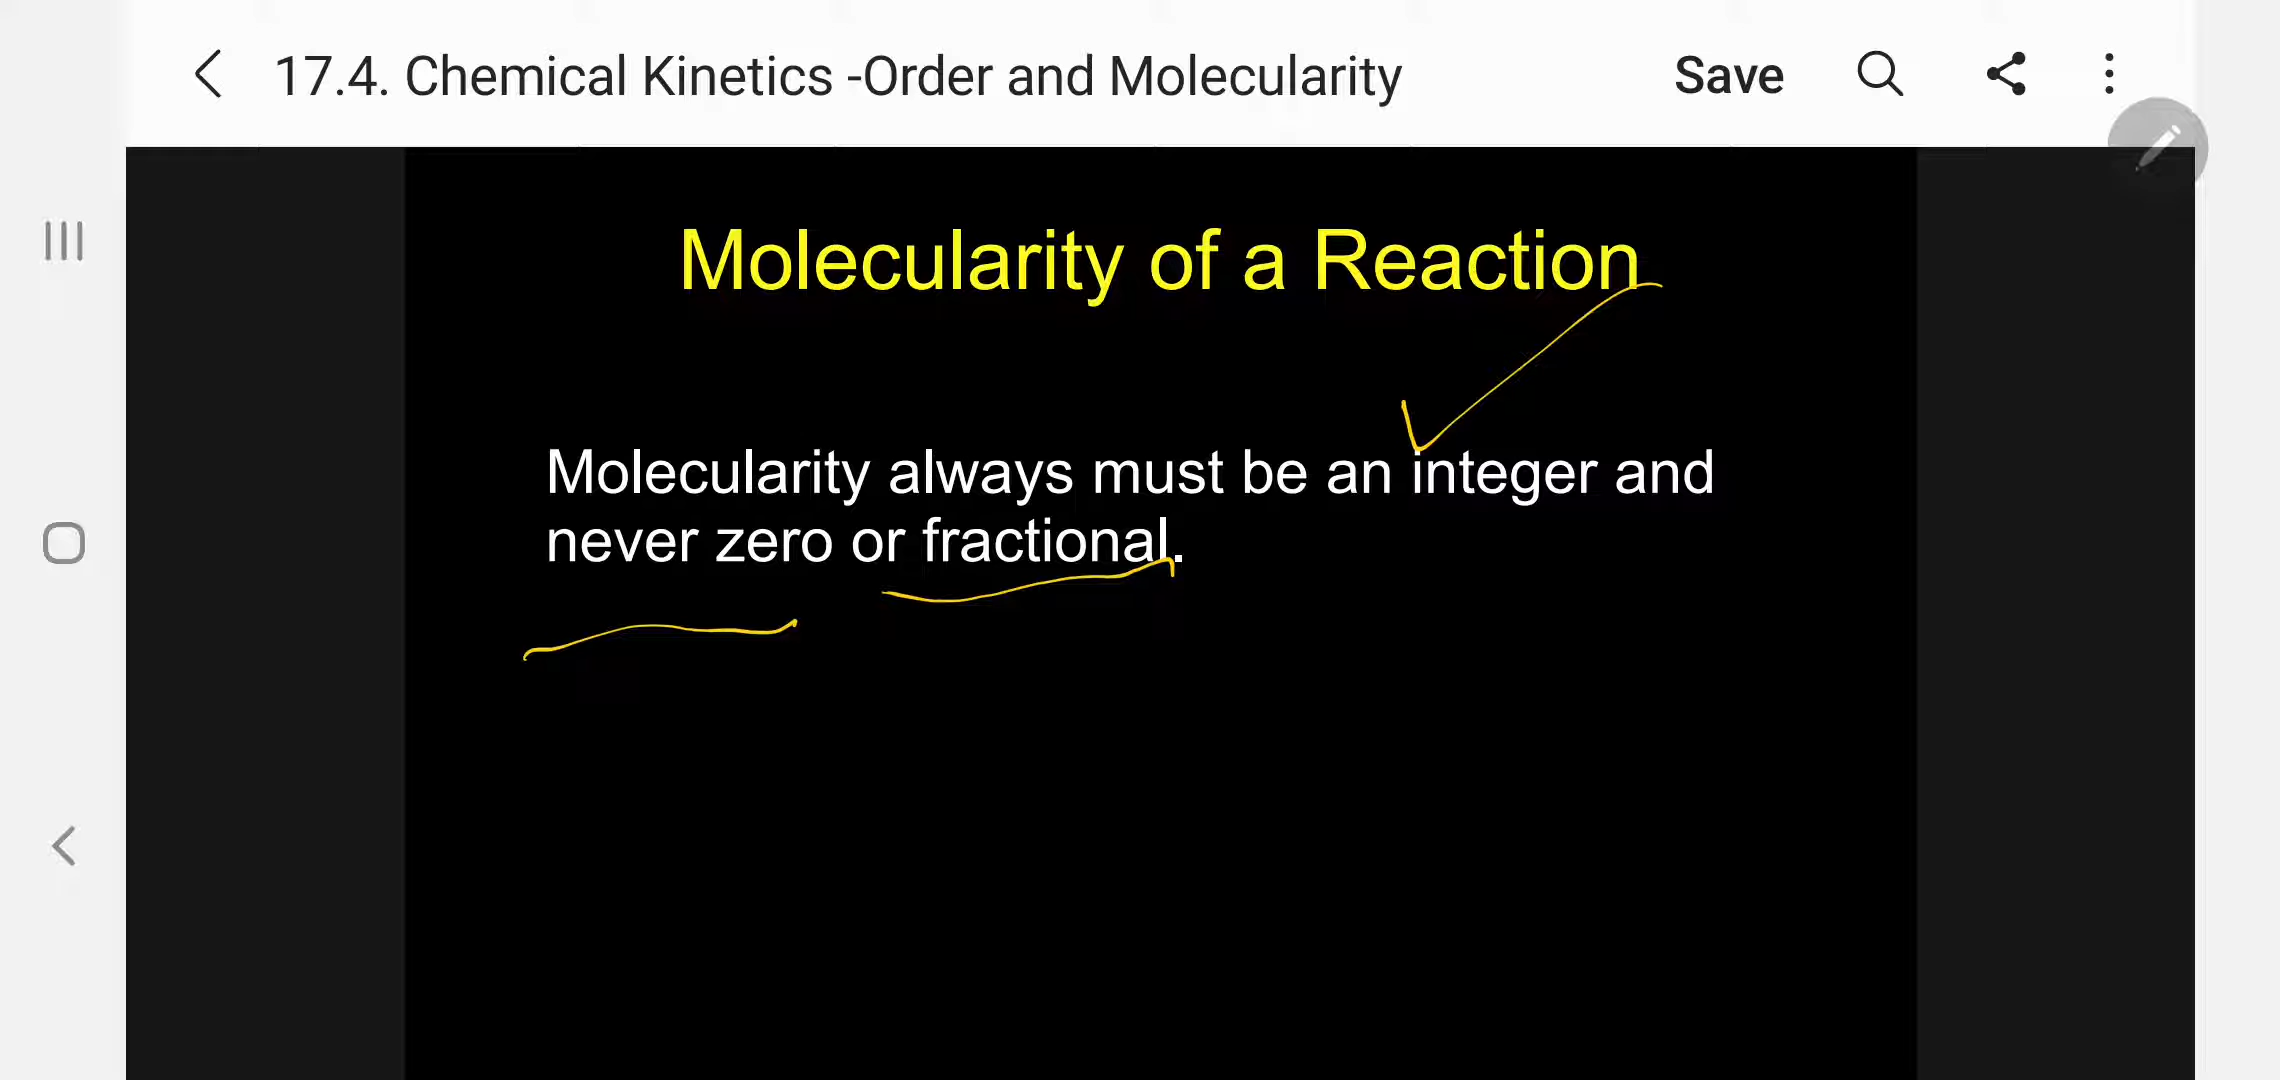 17.4. Chemical Kinetics -Order and Molecularity
Save
Molecularity of a Reaction
Molecularity always must be an integer and
never zero or fractional.